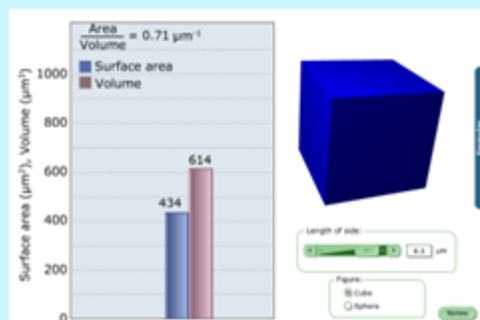 Area
Volume = 0.71 µm⁻¹
Surface area
Volume
Surface area (µm²), Volume (µm³)
1000
800
600
400
200
0
434
614
Length of side:
µm
Figure:
Cube
Sphere
Notes